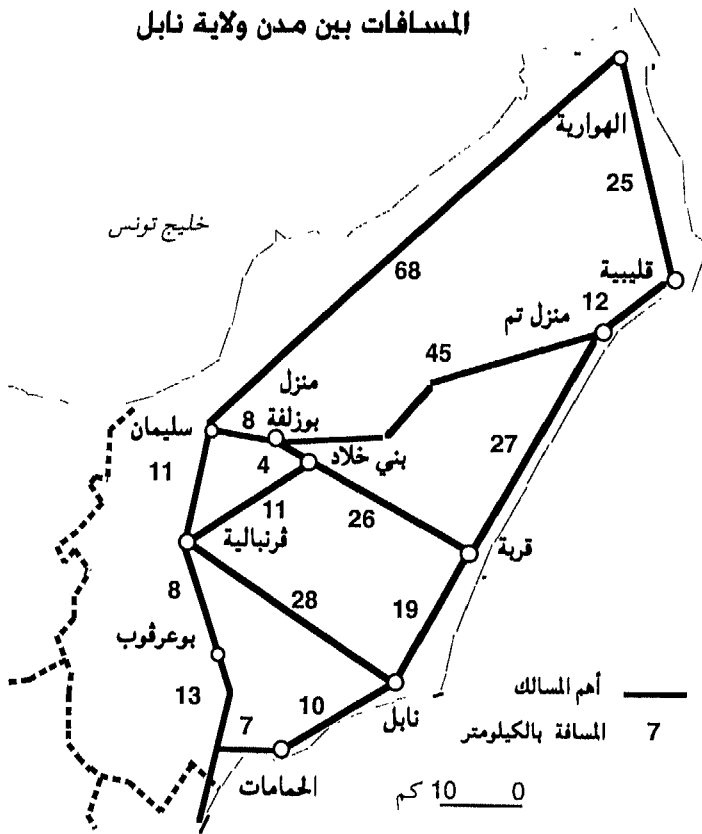 المسافات بين مدن ولاية نابل
الهوارية
25
خليج تونس
68
قليبية
12
منزل تم
45
منزل
بوزلفة
8
سليمان
27
بني خلاد
4
11
11
26
ڤرنبالية
قربة
8
28
19
بوعرڤوب
13
نابل
أهم المسالك
10
7
7 المسافة بالكيلومتر
الحمامات
0 10 كم